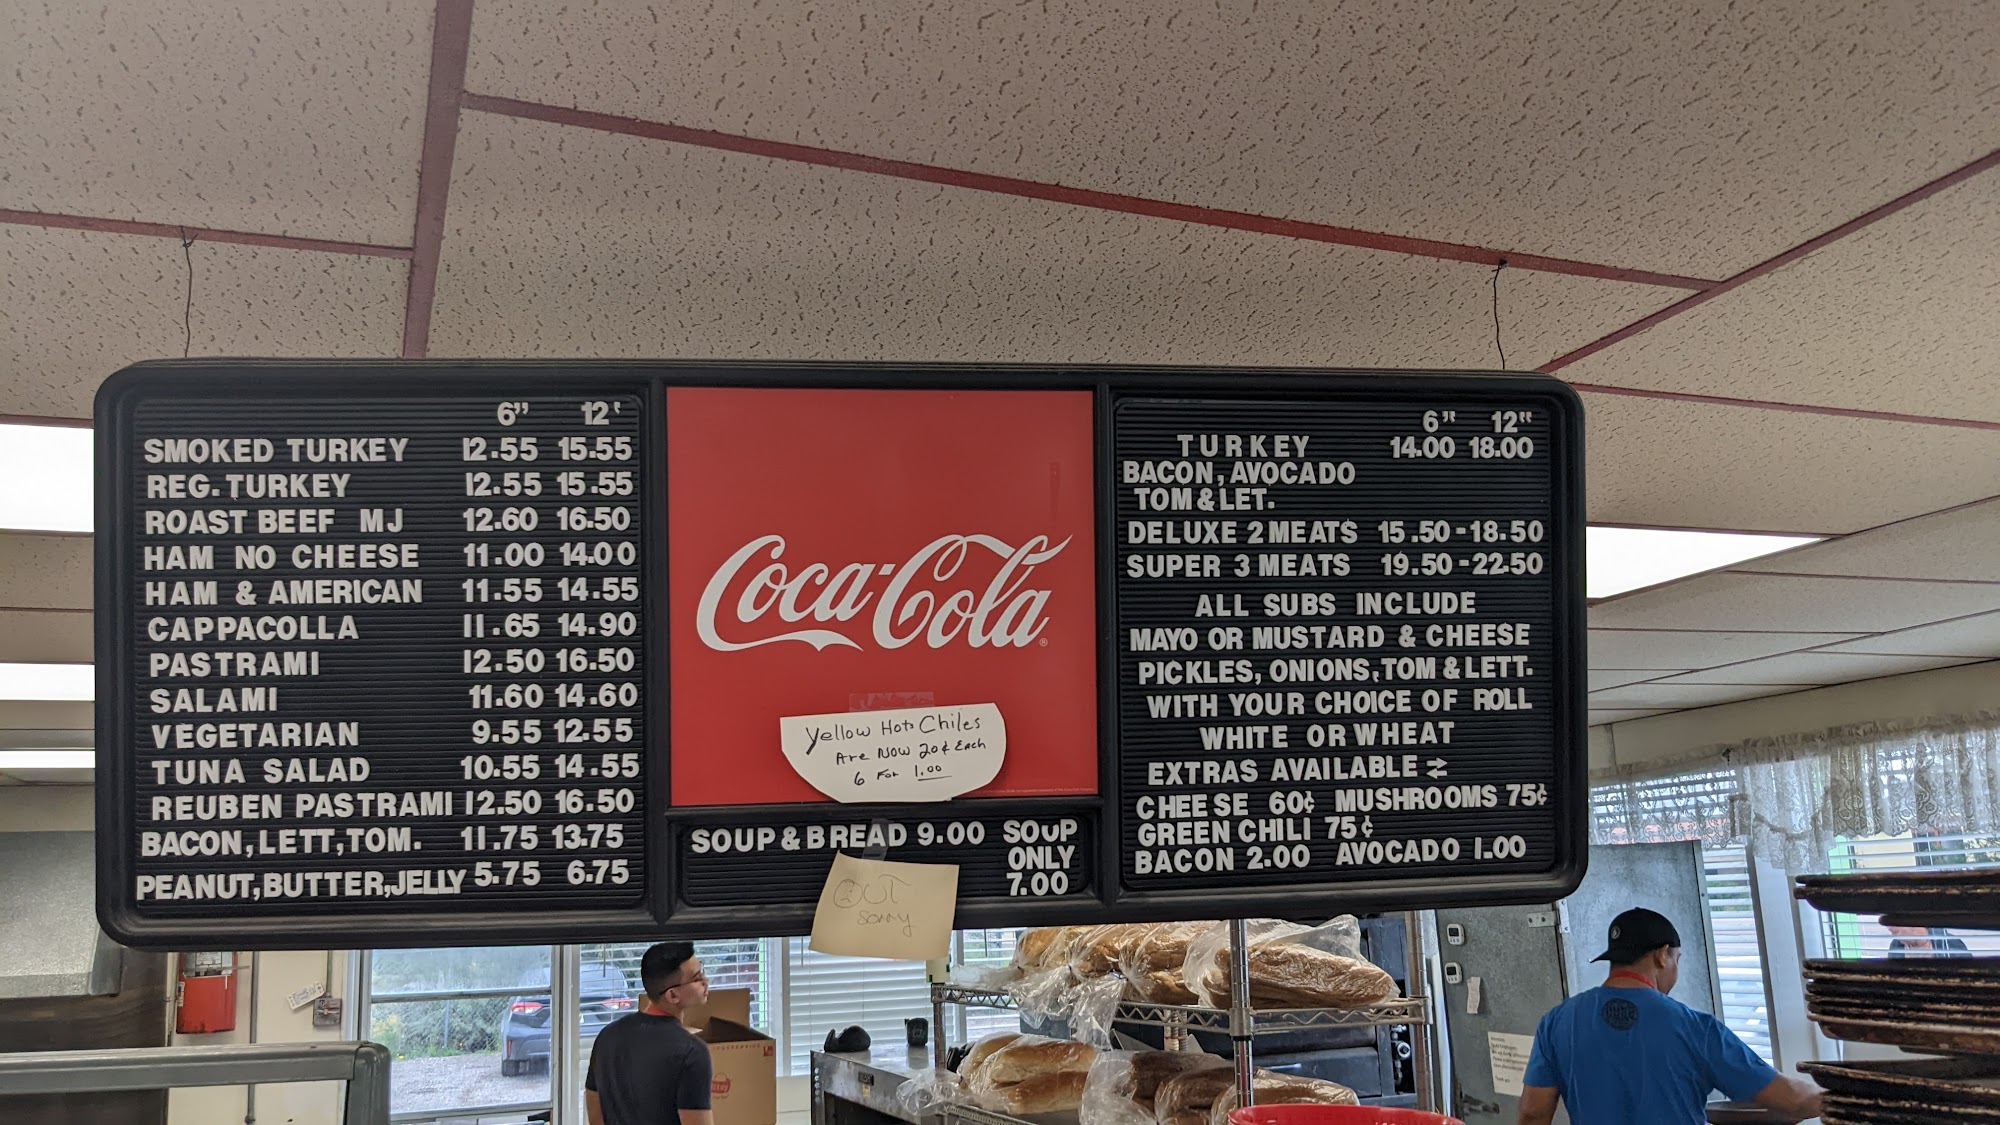 6" 12'
SMOKED TURKEY 12.55 15.55
REG. TURKEY 12.55 15.55
ROAST BEEF MJ 12.60 16.50
HAM NO CHEESE 11.00 14.00
HAM & AMERICAN 11.55 14.55
CAPPACOLLA 11.65 14.90
PASTRAMI 12.50 16.50
SALAMI 11.60 14.60
VEGETARIAN 9.55 12.55
TUNA SALAD 10.55 14.55
REUBEN PASTRAMI 12.50 16.50
BACON, LETT, TOM. 11.75 13.75
PEANUT, BUTTER, JELLY 5.75 6.75
Coca-Cola®
Yellow Hot Chiles
Are Now 20¢ Each
6 For 1.00
SOUP & BREAD 9.00 SOUP
ONLY
7.00
OUT
sorry
6" 12"
TURKEY 14.00 18.00
BACON, AVOCADO
TOM & LET.
DELUXE 2 MEATS 15.50-18.50
SUPER 3 MEATS 19.50-22.50
ALL SUBS INCLUDE
MAYO OR MUSTARD & CHEESE
PICKLES, ONIONS, TOM & LETT.
WITH YOUR CHOICE OF ROLL
WHITE OR WHEAT
EXTRAS AVAILABLE ⇄
CHEESE 60¢ MUSHROOMS 75¢
GREEN CHILI 75¢
BACON 2.00 AVOCADO 1.00